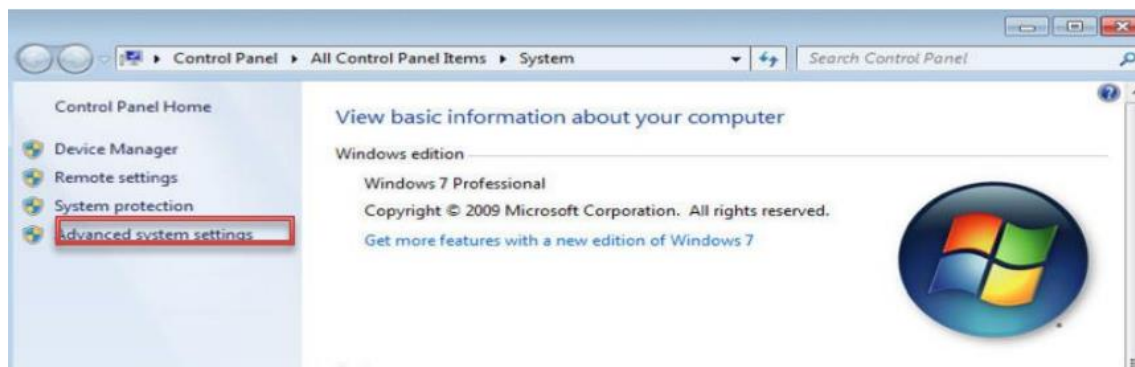 Control Panel ▸ All Control Panel Items ▸ System
Search Control Panel
Control Panel Home
Device Manager
Remote settings
System protection
Advanced system settings
View basic information about your computer
Windows edition
Windows 7 Professional
Copyright © 2009 Microsoft Corporation. All rights reserved.
Get more features with a new edition of Windows 7